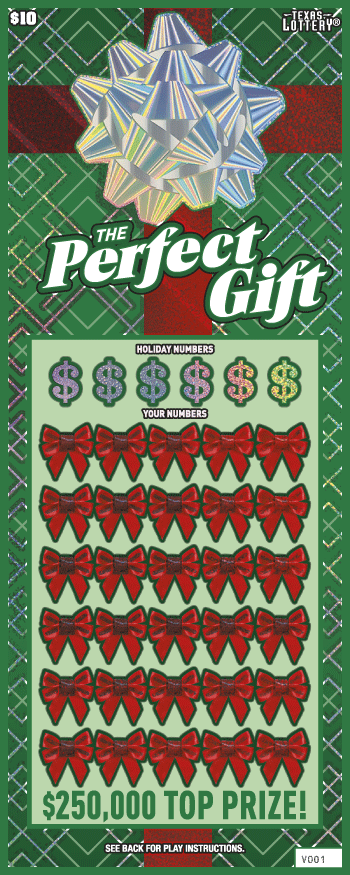 $10
TEXAS
LOTTERY®
THE
Perfect
Gift
HOLIDAY NUMBERS
$ $ $ $ $ $
YOUR NUMBERS
$250,000 TOP PRIZE!
SEE BACK FOR PLAY INSTRUCTIONS.
V001